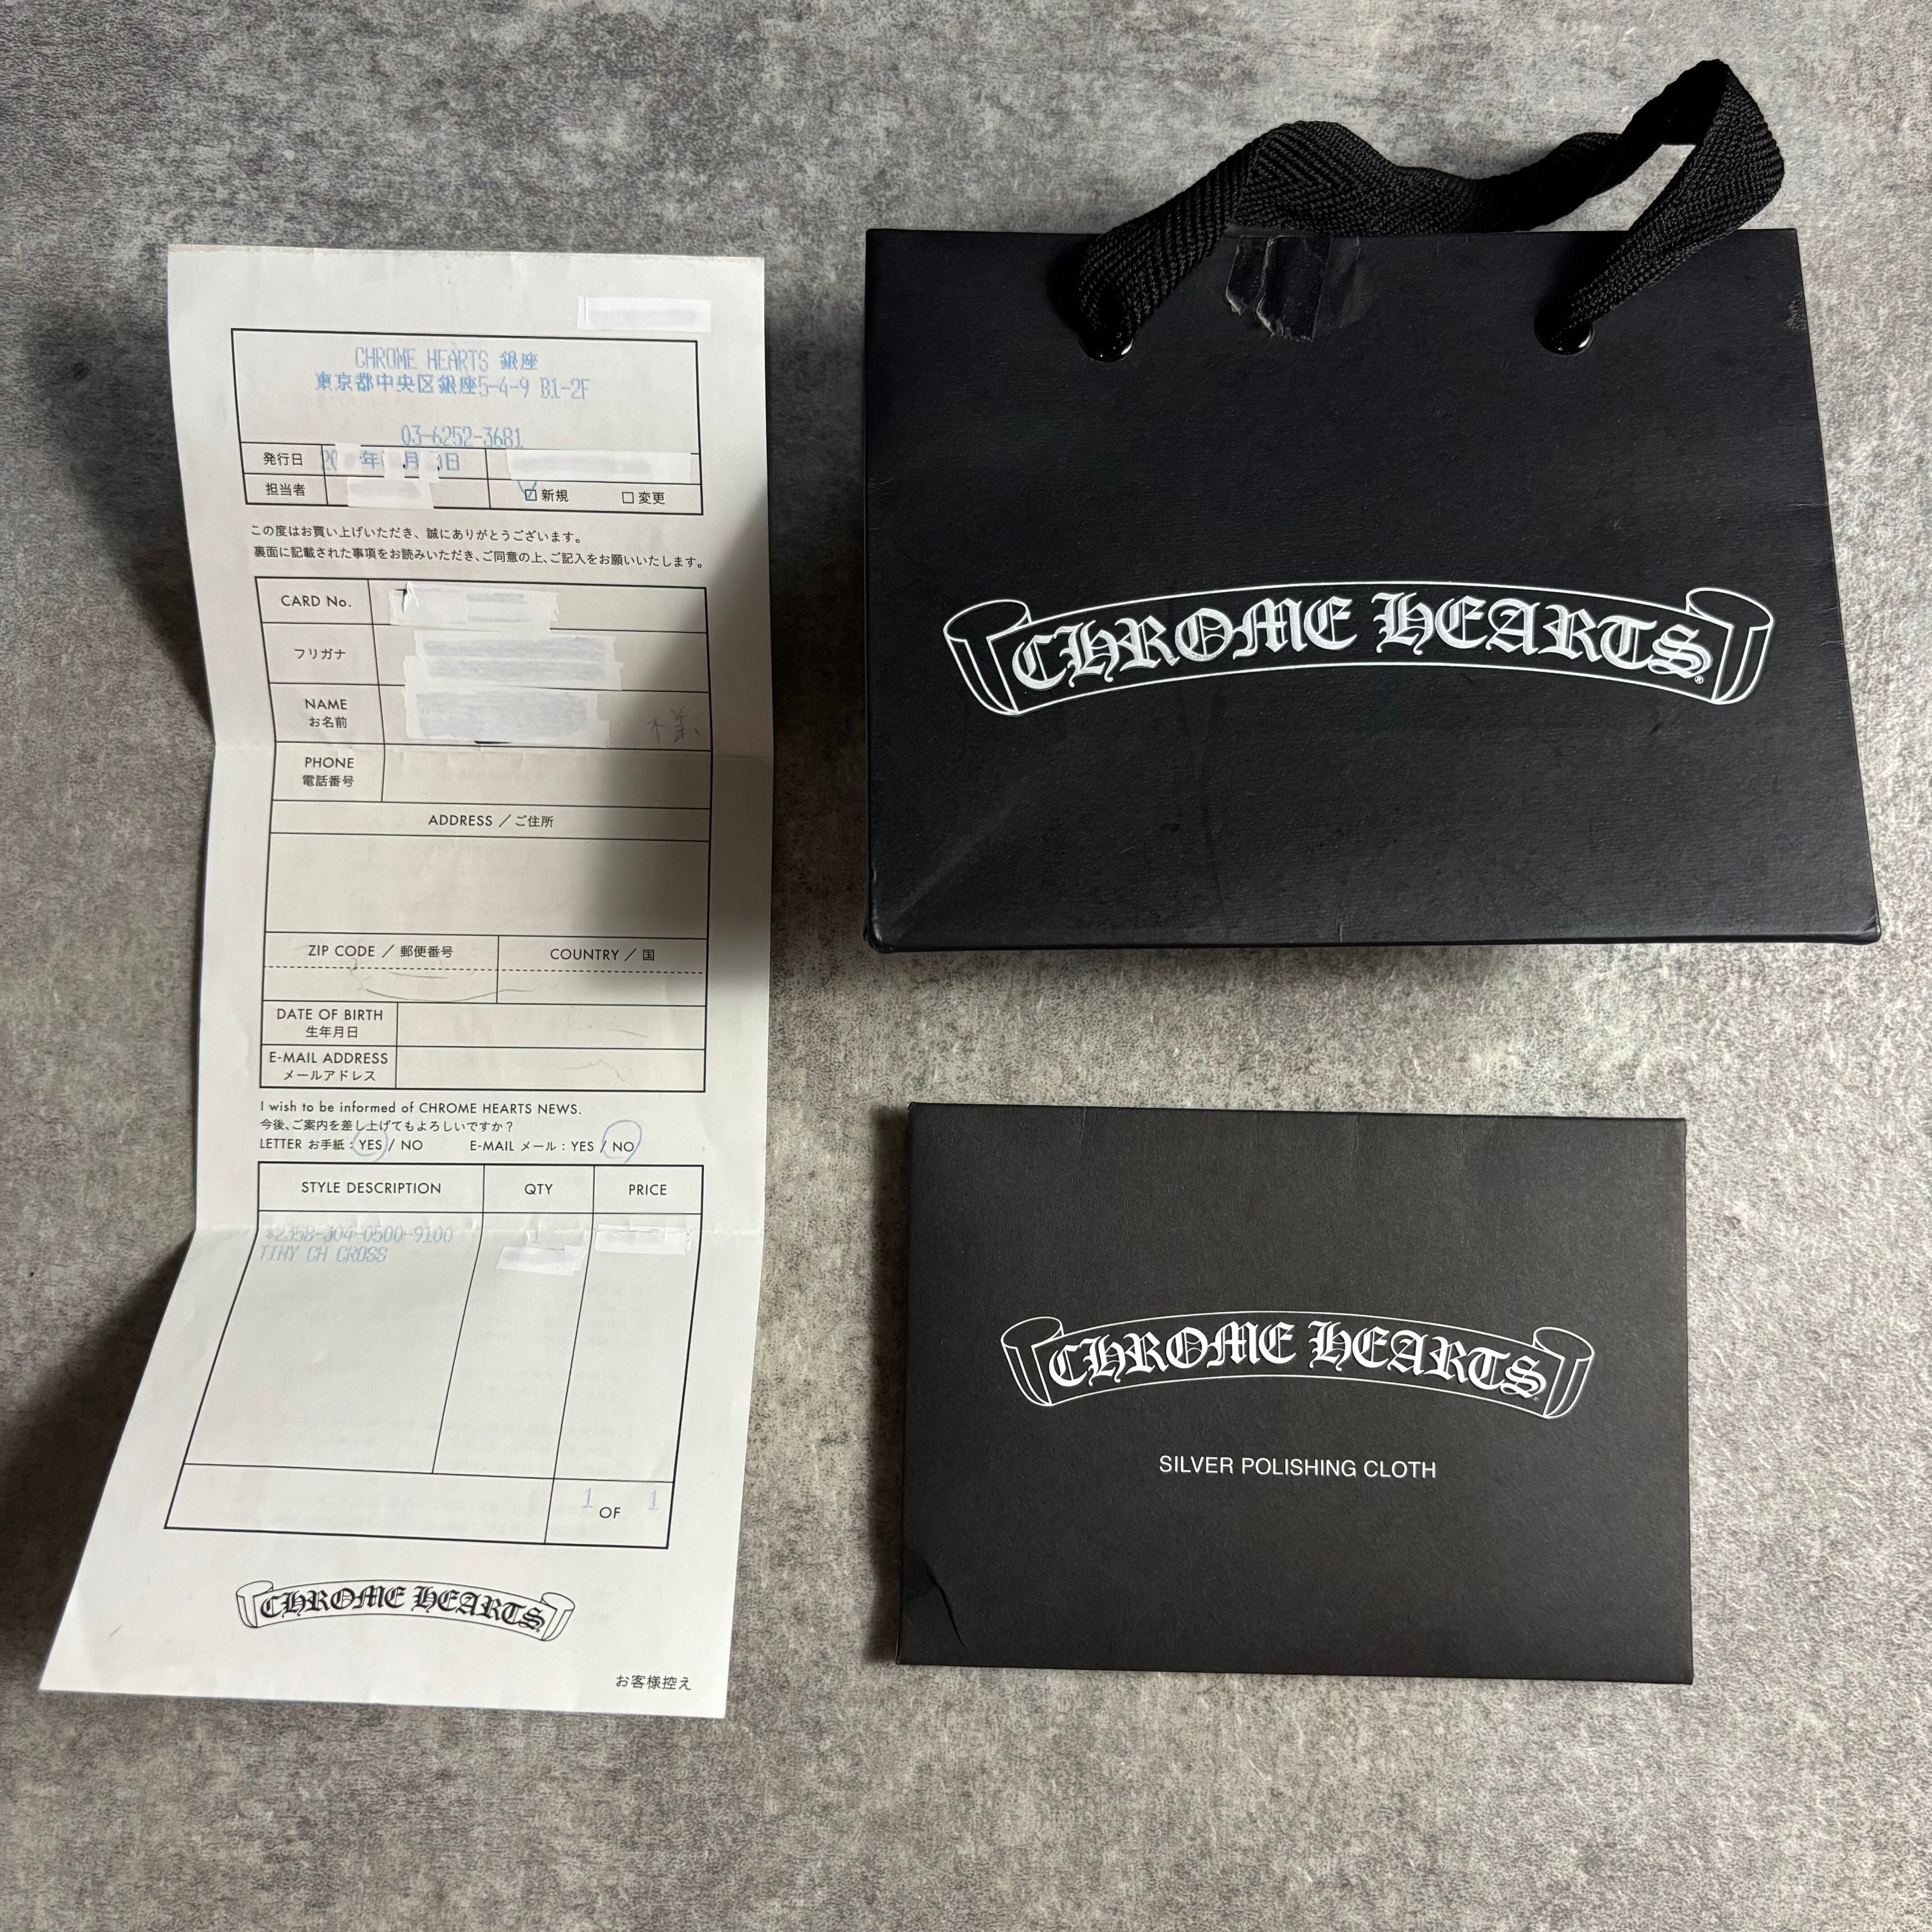 CHROME HEARTS 銀座
東京都中央区銀座5-4-9 B1-2F
03-6252-3681
発行日 年 月 日
担当者 ☑ 新規 □ 変更
この度はお買い上げいただき、誠にありがとうございます。
裏面に記載された事項をお読みいただき、ご同意の上、ご記入をお願いいたします。
CARD No.
フリガナ
NAME
お名前 様
PHONE
電話番号
ADDRESS / ご住所
ZIP CODE / 郵便番号 COUNTRY / 国
DATE OF BIRTH
生年月日
E-MAIL ADDRESS
メールアドレス
I wish to be informed of CHROME HEARTS NEWS.
今後、ご案内を差し上げてもよろしいですか？
LETTER お手紙 : YES / NO E-MAIL メール : YES / NO
STYLE DESCRIPTION QTY PRICE
*2358-304-0500-9100 1
TINY CH CROSS
1 OF 1
CHROME HEARTS
お客様控え
CHROME HEARTS®
CHROME HEARTS
SILVER POLISHING CLOTH